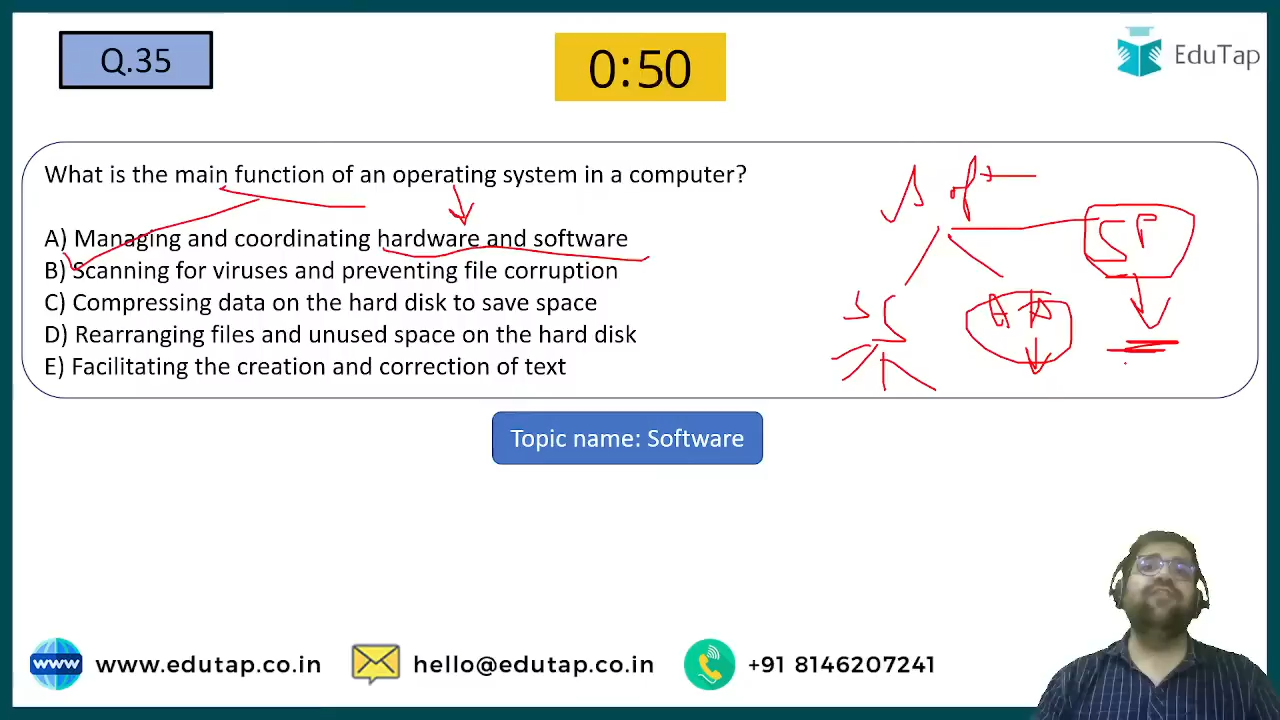 Q.35
0:50
EduTap
What is the main function of an operating system in a computer?
A) Managing and coordinating hardware and software
B) Scanning for viruses and preventing file corruption
C) Compressing data on the hard disk to save space
D) Rearranging files and unused space on the hard disk
E) Facilitating the creation and correction of text
Soft
SP
Topic name: Software
www
www.edutap.co.in
hello@edutap.co.in
+91 8146207241